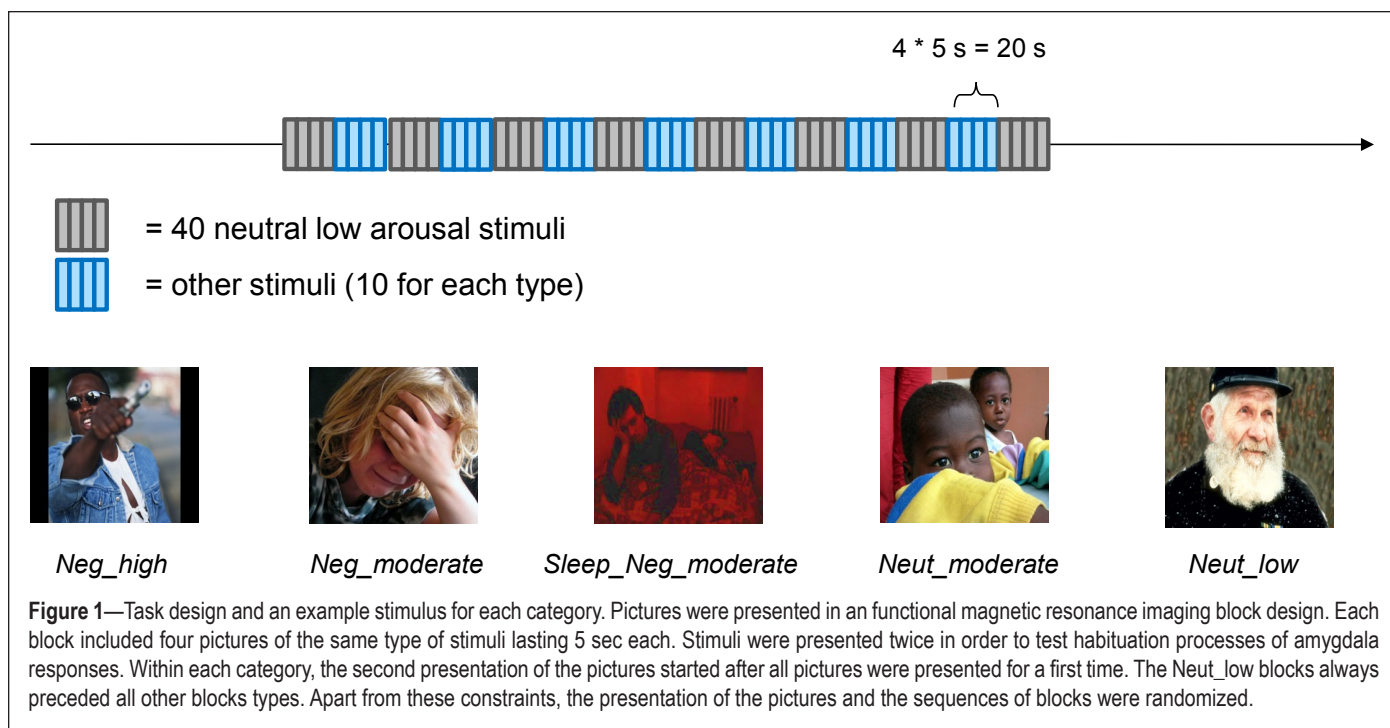 4 * 5 s = 20 s
= 40 neutral low arousal stimuli
= other stimuli (10 for each type)
Neg_high
Neg_moderate
Sleep_Neg_moderate
Neut_moderate
Neut_low
Figure 1—Task design and an example stimulus for each category. Pictures were presented in an functional magnetic resonance imaging block design. Each
block included four pictures of the same type of stimuli lasting 5 sec each. Stimuli were presented twice in order to test habituation processes of amygdala
responses. Within each category, the second presentation of the pictures started after all pictures were presented for a first time. The Neut_low blocks always
preceded all other blocks types. Apart from these constraints, the presentation of the pictures and the sequences of blocks were randomized.